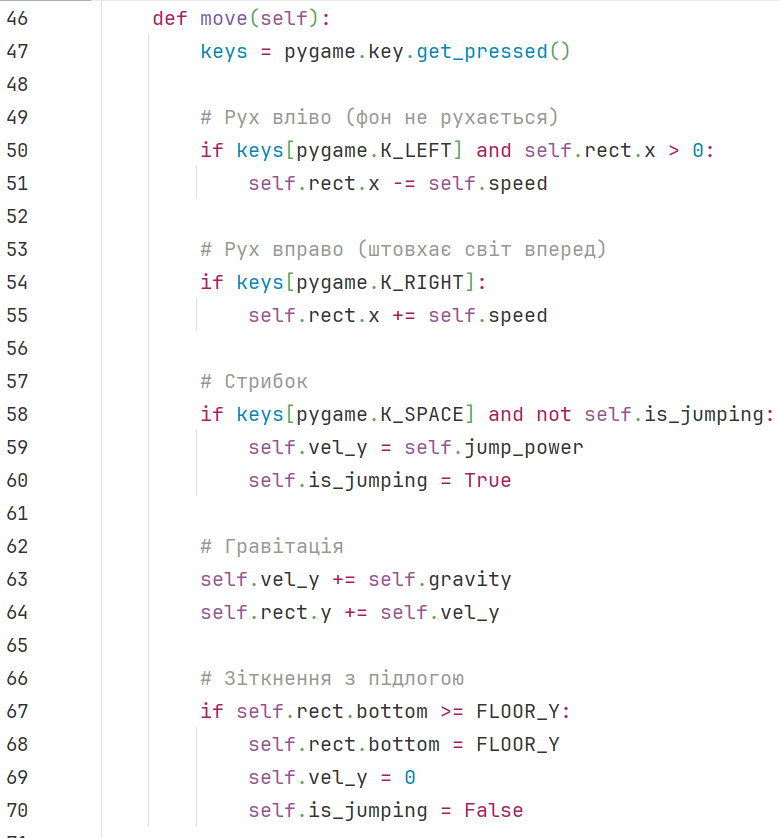 46 def move(self):
47 keys = pygame.key.get_pressed()
48
49 # Рух вліво (фон не рухається)
50 if keys[pygame.K_LEFT] and self.rect.x > 0:
51 self.rect.x -= self.speed
52
53 # Рух вправо (штовхає світ вперед)
54 if keys[pygame.K_RIGHT]:
55 self.rect.x += self.speed
56
57 # Стрибок
58 if keys[pygame.K_SPACE] and not self.is_jumping:
59 self.vel_y = self.jump_power
60 self.is_jumping = True
61
62 # Гравітація
63 self.vel_y += self.gravity
64 self.rect.y += self.vel_y
65
66 # Зіткнення з підлогою
67 if self.rect.bottom >= FLOOR_Y:
68 self.rect.bottom = FLOOR_Y
69 self.vel_y = 0
70 self.is_jumping = False